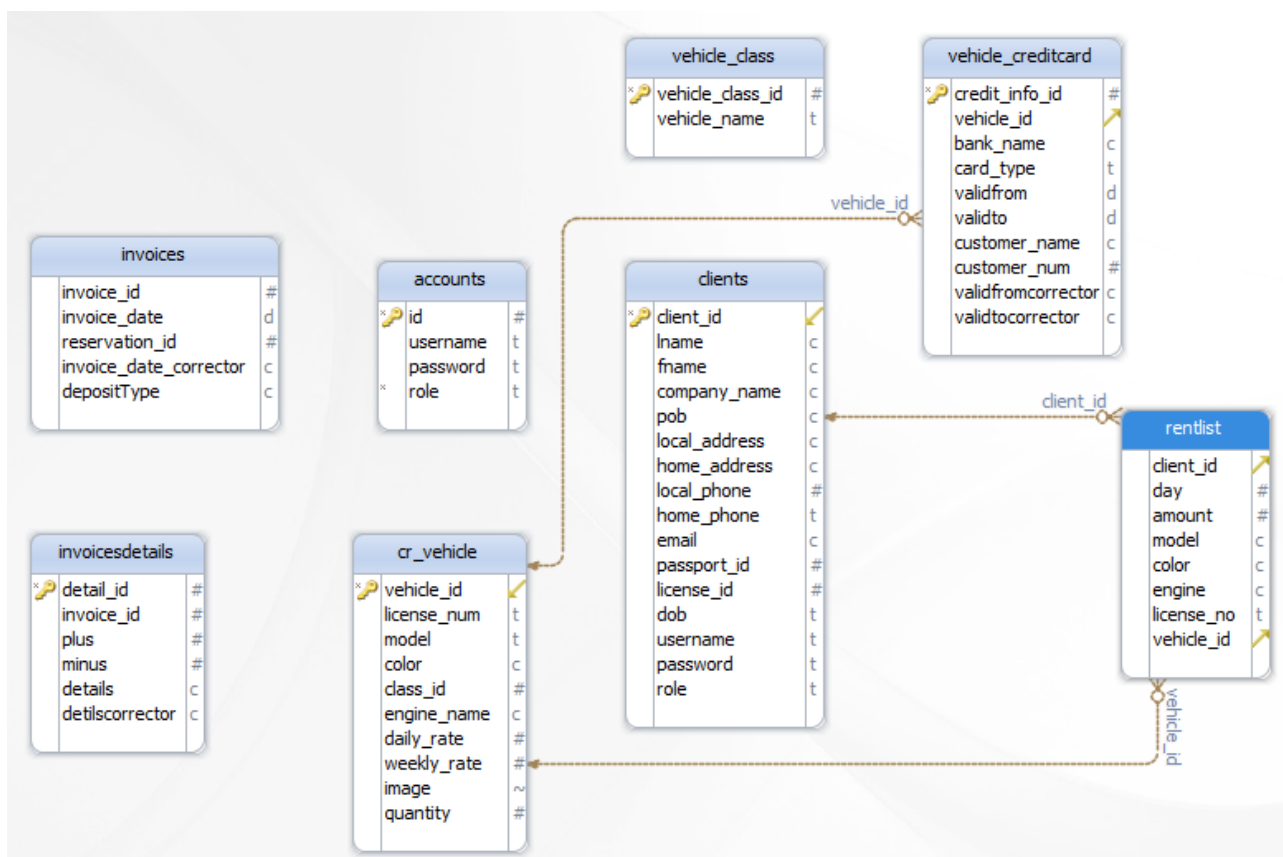 vehicle_class
vehicle_class_id #
vehicle_name t
vehicle_creditcard
credit_info_id #
vehicle_id
bank_name c
card_type t
validfrom d
validto d
customer_name c
customer_num #
validfromcorrector c
validtocorrector c
vehicle_id
invoices
invoice_id #
invoice_date d
reservation_id #
invoice_date_corrector c
depositType c
accounts
id #
username t
password t
role t
clients
client_id
lname c
fname c
company_name c
pob c
local_address c
home_address c
local_phone #
home_phone t
email c
passport_id #
license_id #
dob t
username t
password t
role t
client_id
rentlist
client_id
day #
amount #
model c
color c
engine c
license_no t
vehicle_id
invoicesdetails
detail_id #
invoice_id #
plus #
minus #
details c
detilscorrector c
cr_vehicle
vehicle_id
license_num t
model t
color c
class_id #
engine_name c
daily_rate #
weekly_rate #
image ~
quantity #
vehicle_id